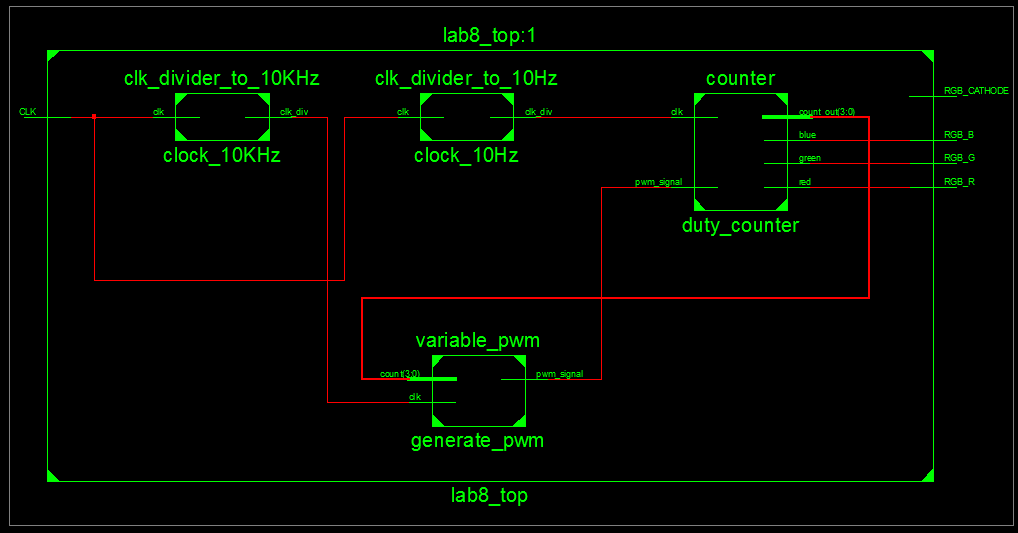 lab8_top:1
clk_divider_to_10KHz
clk_divider_to_10Hz
counter
RGB_CATHODE
CLK
clk
clk_div
clk
clk_div
clk
count_out(3:0)
blue
RGB_B
clock_10KHz
clock_10Hz
green
RGB_G
pwm_signal
red
RGB_R
duty_counter
variable_pwm
count(3:0)
pwm_signal
clk
generate_pwm
lab8_top